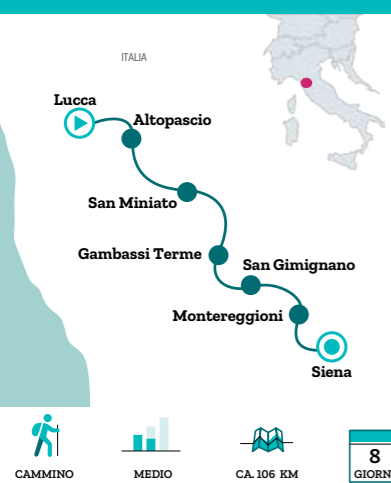 ITALIA
Lucca
Altopascio
San Miniato
Gambassi Terme
San Gimignano
Montereggioni
Siena
CAMMINO
MEDIO
CA. 106 KM
8
GIORN